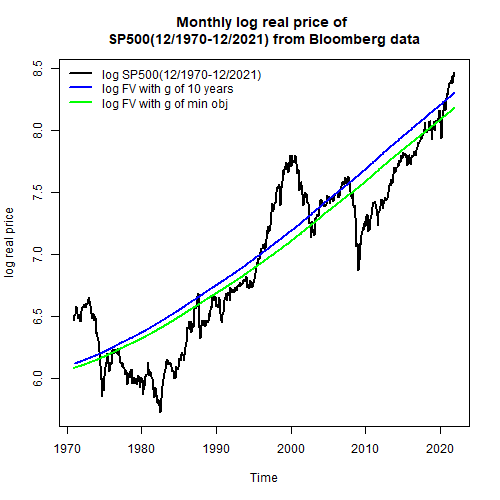 Monthly log real price of
SP500(12/1970-12/2021) from Bloomberg data
log SP500(12/1970-12/2021)
log FV with g of 10 years
log FV with g of min obj
log real price
8.5
8.0
7.5
7.0
6.5
6.0
1970 1980 1990 2000 2010 2020
Time